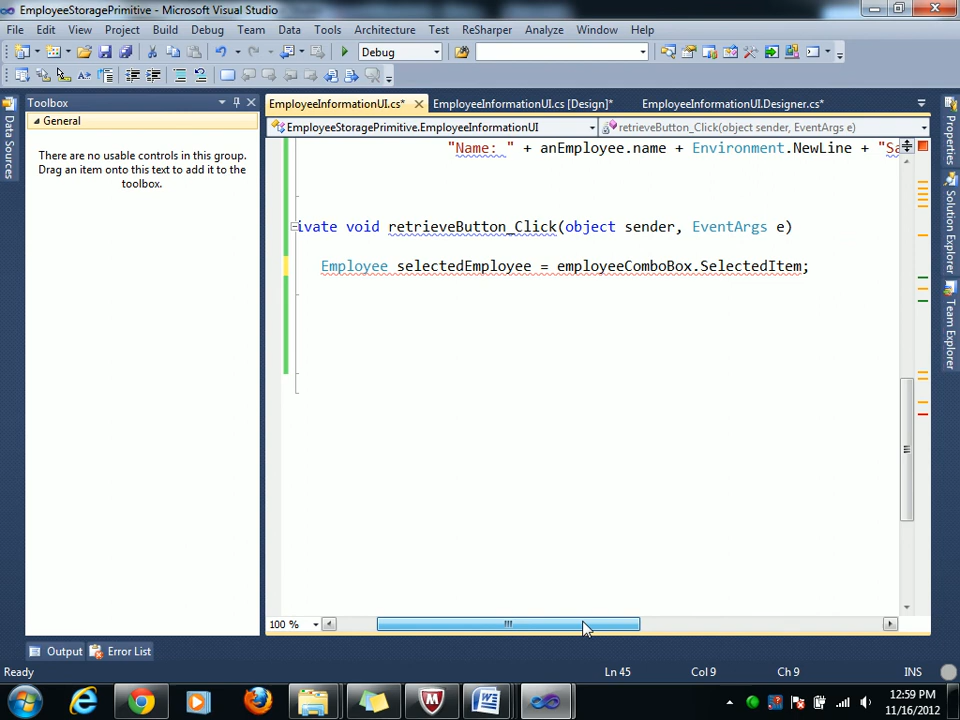 EmployeeStoragePrimitive - Microsoft Visual Studio
File Edit View Project Build Debug Team Data Tools Architecture Test ReSharper Analyze Window Help
Debug
Toolbox
General
There are no usable controls in this group.
Drag an item onto this text to add it to the
toolbox.
Data Sources
EmployeeInformationUI.cs*
EmployeeInformationUI.cs [Design]*
EmployeeInformationUI.Designer.cs*
EmployeeStoragePrimitive.EmployeeInformationUI
retrieveButton_Click(object sender, EventArgs e)
"Name: " + anEmployee.name + Environment.NewLine + "Sa
ivate void retrieveButton_Click(object sender, EventArgs e)
Employee selectedEmployee = employeeComboBox.SelectedItem;
Properties
Solution Explorer
Team Explorer
100 %
Output Error List
Ready
Ln 45
Col 9
Ch 9
INS
12:59 PM
11/16/2012